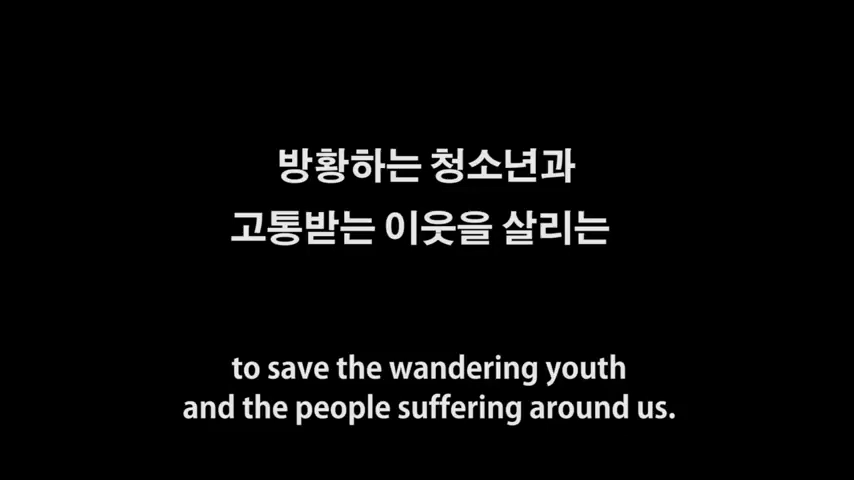 방황하는 청소년과
고통받는 이웃을 살리는
to save the wandering youth
and the people suffering around us.